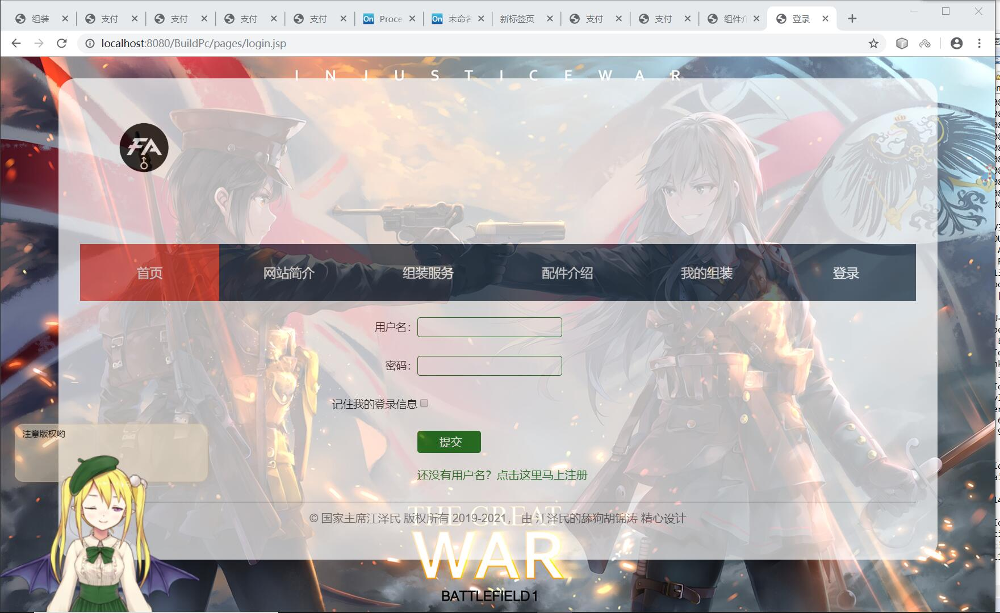 组装
支付
支付
支付
支付
Proce
未命名
新标签页
支付
支付
组件介
登录
localhost:8080/BuildPc/pages/login.jsp
INJUSTICEWAR
FA
首页
网站简介
组装服务
配件介绍
我的组装
登录
用户名：
密码：
记住我的登录信息
注意版权哟
提交
还没有用户名？点击这里马上注册
THE GREAT
© 国家主席江泽民 版权所有 2019-2021， 由 江泽民的舔狗胡锦涛 精心设计
WAR
BATTLEFIELD 1